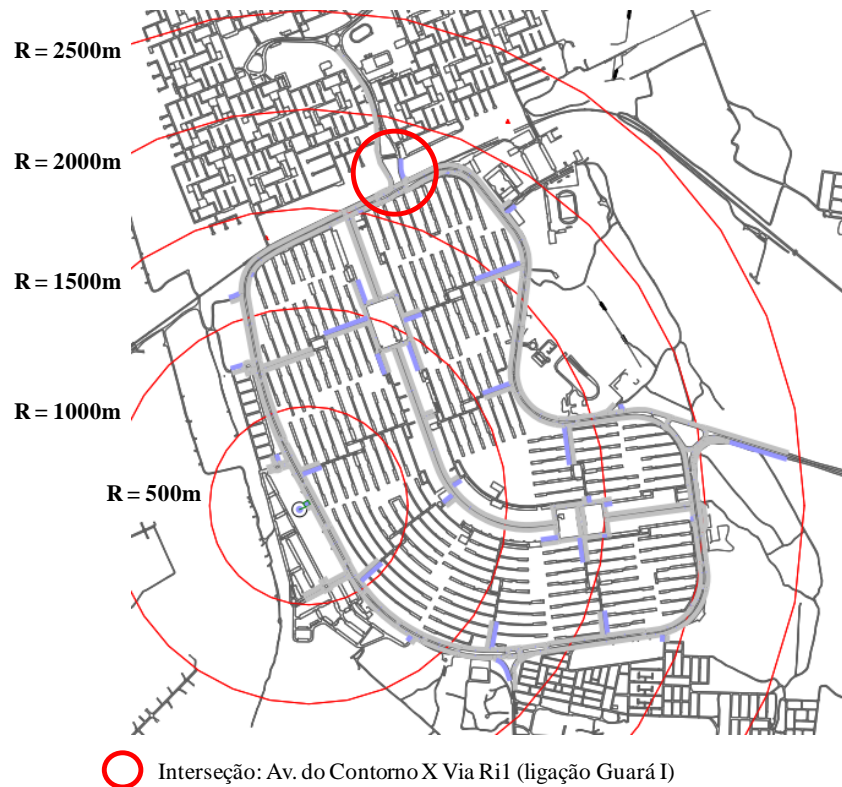 R = 2500m
R = 2000m
R = 1500m
R = 1000m
R = 500m
Interseção: Av. do Contorno X Via Ri1 (ligação Guará I)